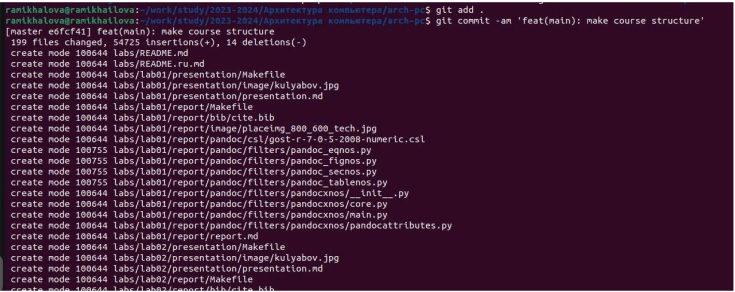 ramikhalova@ramikhailova:~/work/study/2023-2024/Архитектура компьютера/arch-pc$ git add .
ramikhalova@ramikhailova:~/work/study/2023-2024/Архитектура компьютера/arch-pc$ git commit -am 'feat(main): make course structure'
[master e6fcf41] feat(main): make course structure
 199 files changed, 54725 insertions(+), 14 deletions(-)
 create mode 100644 labs/README.md
 create mode 100644 labs/README.ru.md
 create mode 100644 labs/lab01/presentation/Makefile
 create mode 100644 labs/lab01/presentation/image/kulyabov.jpg
 create mode 100644 labs/lab01/presentation/presentation.md
 create mode 100644 labs/lab01/report/Makefile
 create mode 100644 labs/lab01/report/bib/cite.bib
 create mode 100644 labs/lab01/report/image/placeimg_800_600_tech.jpg
 create mode 100644 labs/lab01/report/pandoc/csl/gost-r-7-0-5-2008-numeric.csl
 create mode 100755 labs/lab01/report/pandoc/filters/pandoc_eqnos.py
 create mode 100755 labs/lab01/report/pandoc/filters/pandoc_fignos.py
 create mode 100755 labs/lab01/report/pandoc/filters/pandoc_secnos.py
 create mode 100755 labs/lab01/report/pandoc/filters/pandoc_tablenos.py
 create mode 100644 labs/lab01/report/pandoc/filters/pandocxnos/__init__.py
 create mode 100644 labs/lab01/report/pandoc/filters/pandocxnos/core.py
 create mode 100644 labs/lab01/report/pandoc/filters/pandocxnos/main.py
 create mode 100644 labs/lab01/report/pandoc/filters/pandocxnos/pandocattributes.py
 create mode 100644 labs/lab01/report/report.md
 create mode 100644 labs/lab02/presentation/Makefile
 create mode 100644 labs/lab02/presentation/image/kulyabov.jpg
 create mode 100644 labs/lab02/presentation/presentation.md
 create mode 100644 labs/lab02/report/Makefile
 create mode 100644 labs/lab02/report/bib/cite.bib